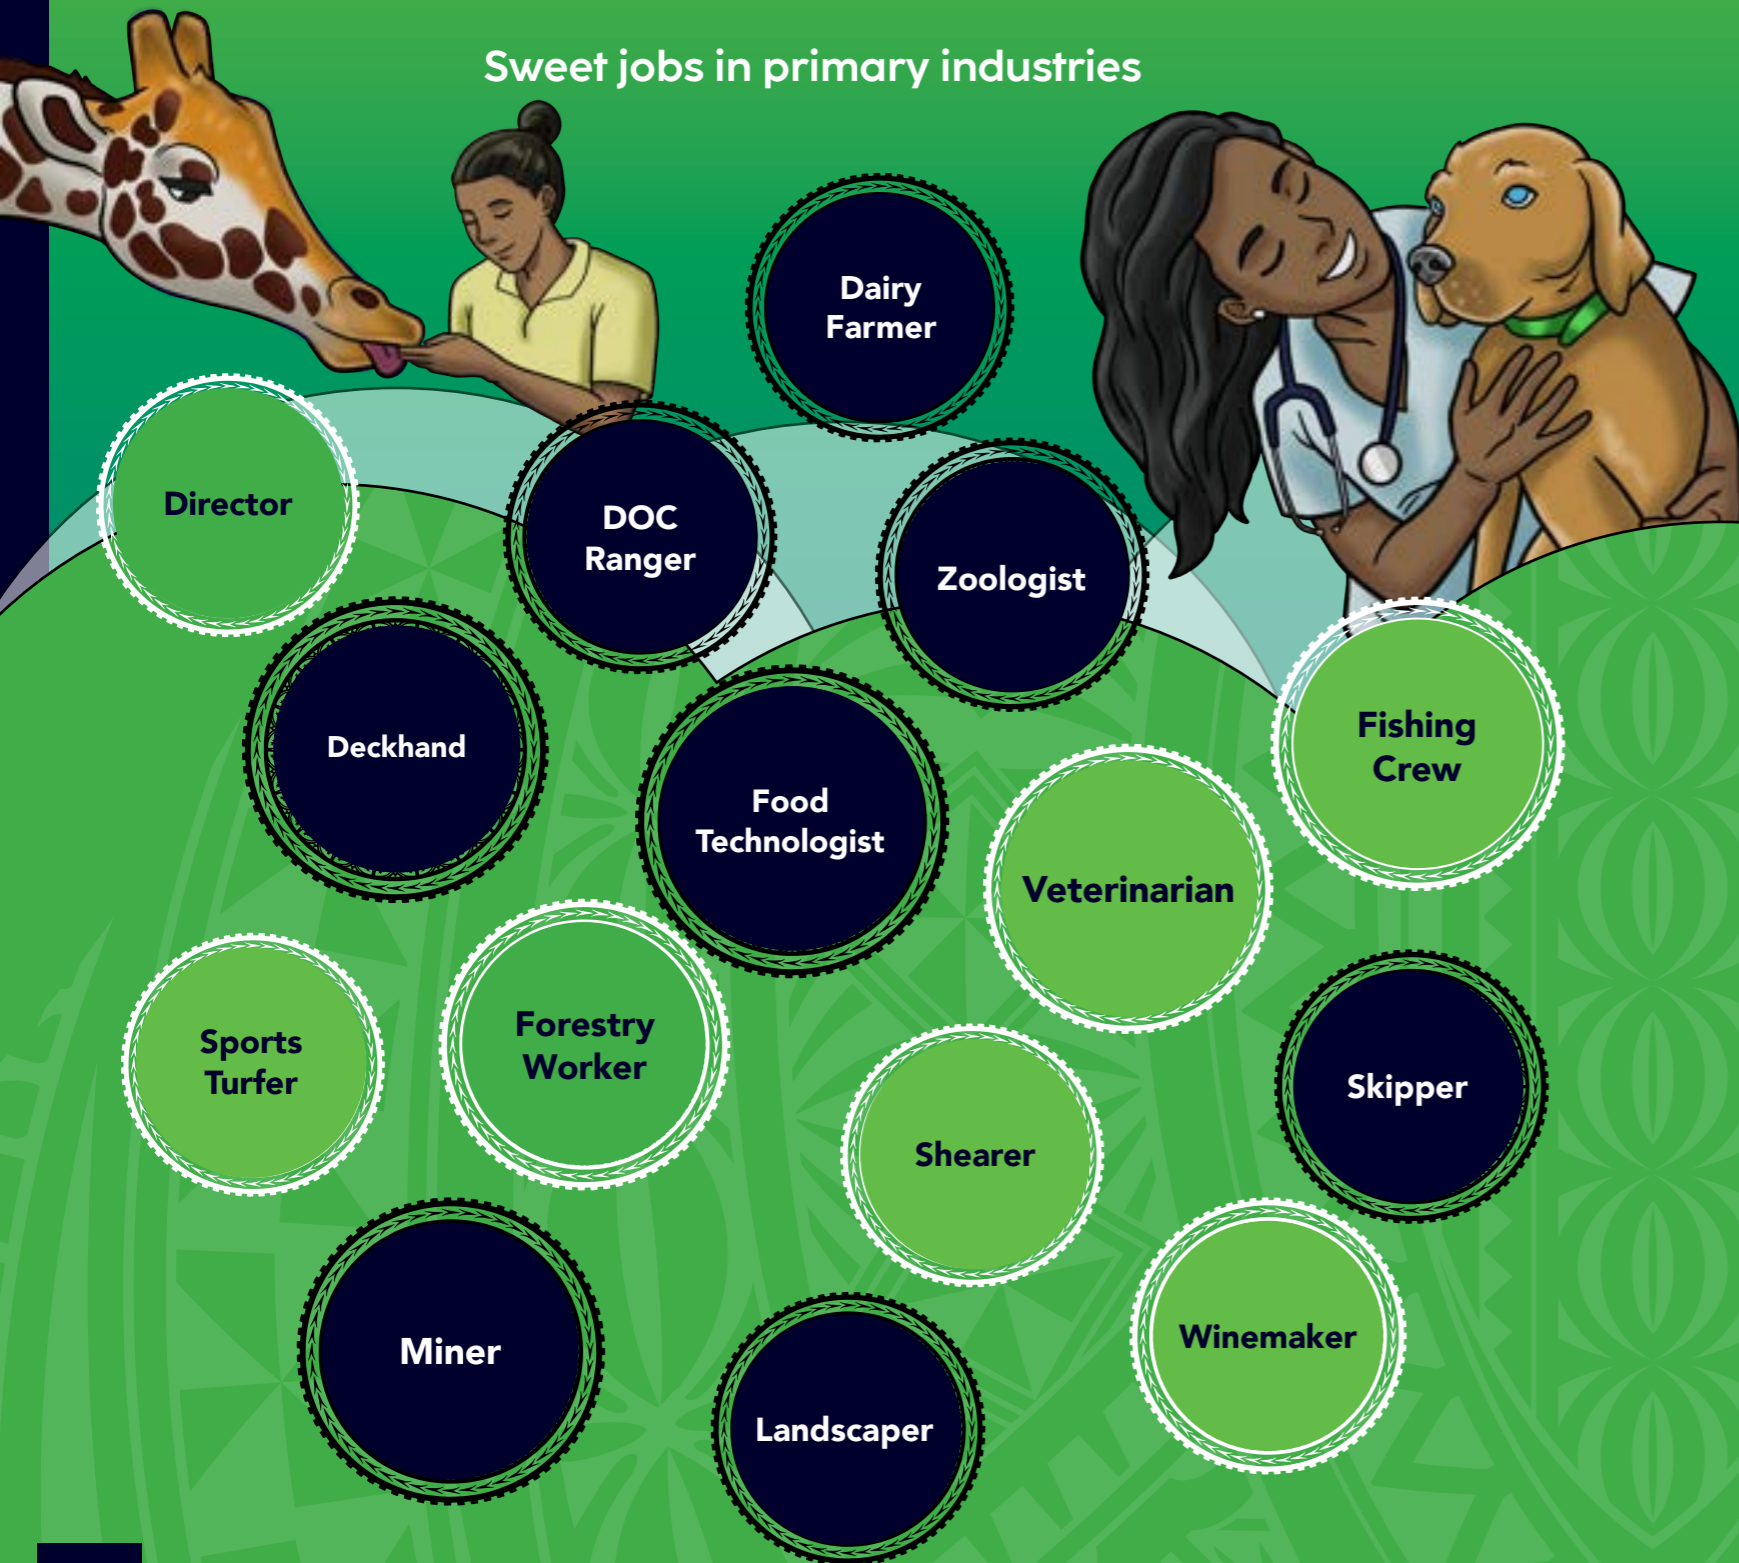 Sweet jobs in primary industries
Dairy
Farmer
Director
DOC
Ranger
Zoologist
Deckhand
Food
Technologist
Fishing
Crew
Veterinarian
Sports
Turfer
Forestry
Worker
Shearer
Skipper
Miner
Landscaper
Winemaker